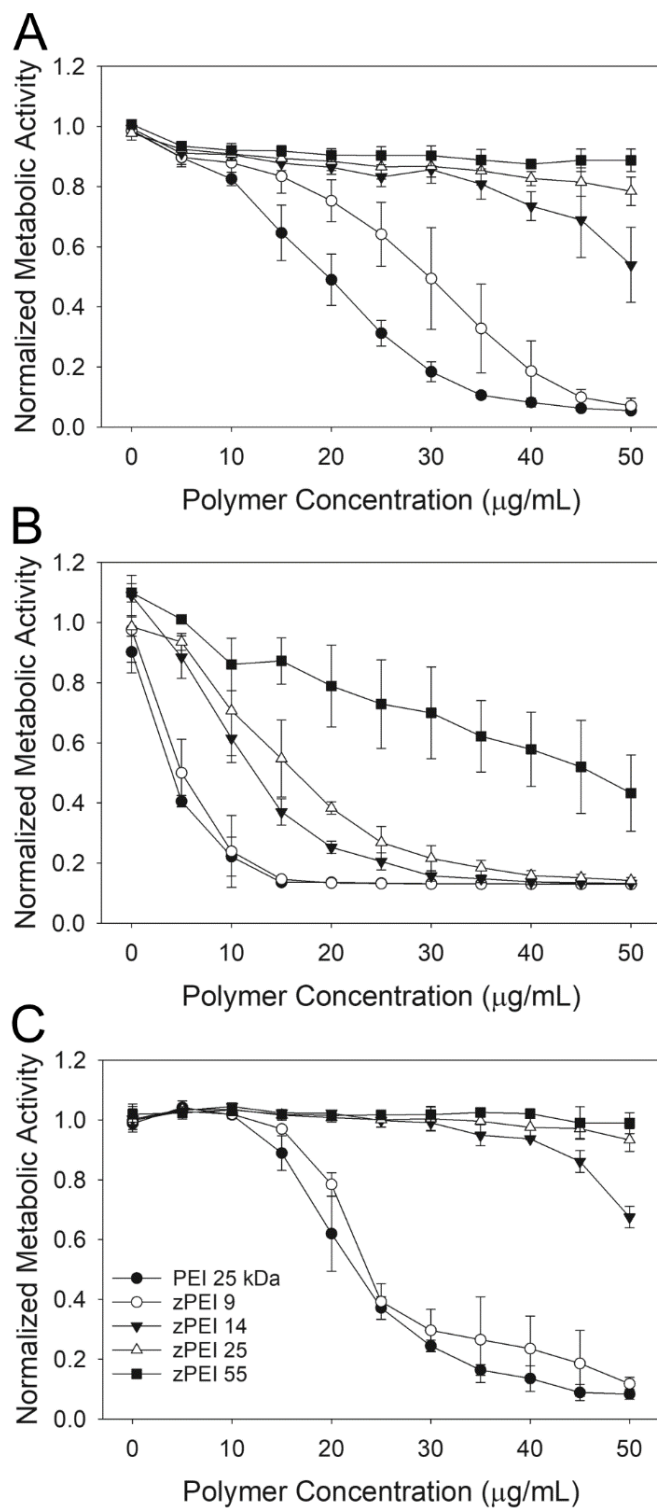 A
1.2
1.0
0.8
0.6
0.4
0.2
0.0
Normalized Metabolic Activity
0 10 20 30 40 50
Polymer Concentration (μg/mL)
B
1.2
1.0
0.8
0.6
0.4
0.2
0.0
Normalized Metabolic Activity
0 10 20 30 40 50
Polymer Concentration (μg/mL)
C
1.2
1.0
0.8
0.6
0.4
0.2
0.0
Normalized Metabolic Activity
PEI 25 kDa
zPEI 9
zPEI 14
zPEI 25
zPEI 55
0 10 20 30 40 50
Polymer Concentration (μg/mL)